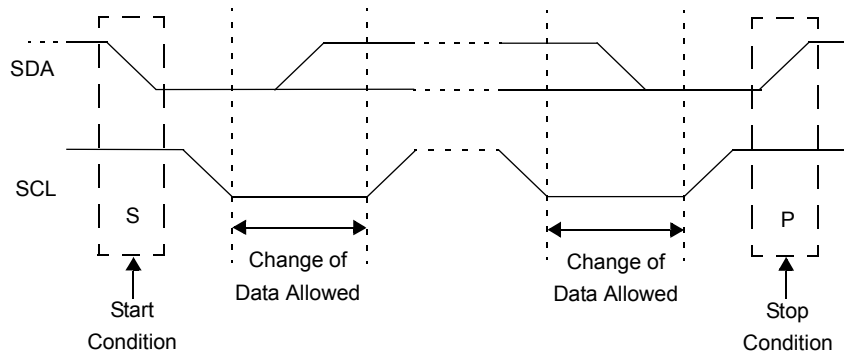 SDA
SCL
S
P
Change of
Data Allowed
Change of
Data Allowed
Start
Condition
Stop
Condition